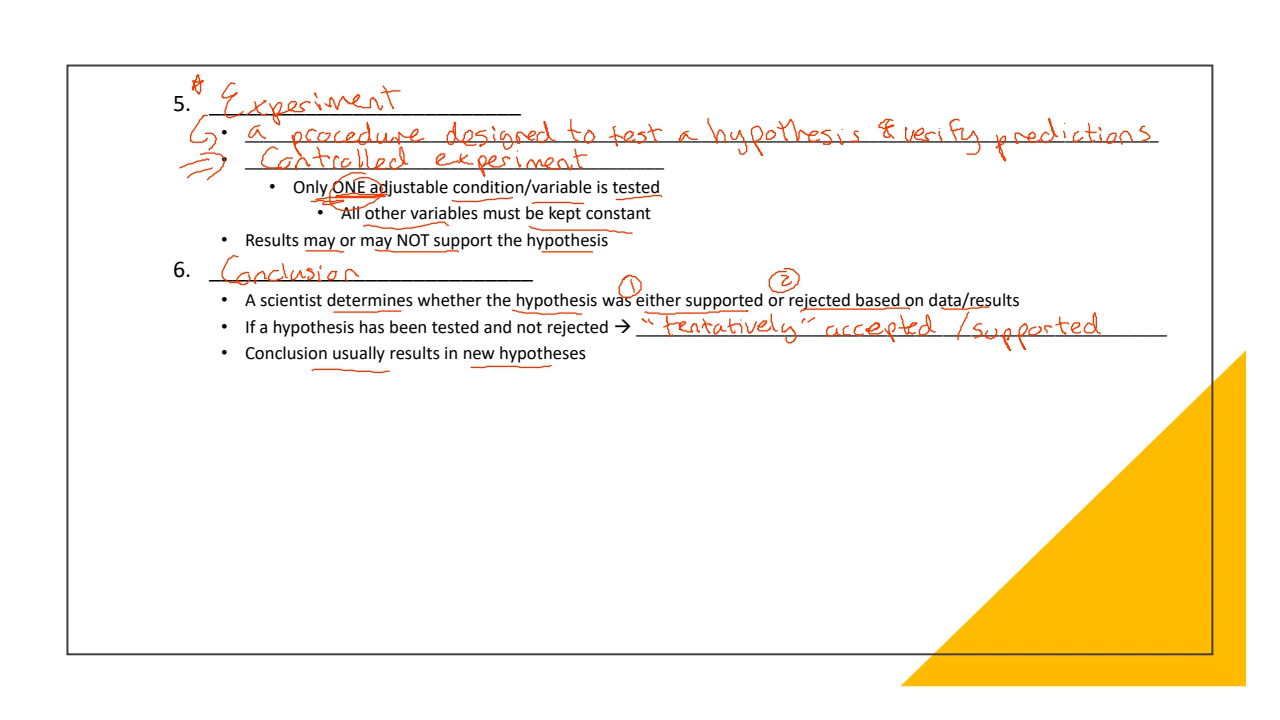 5. Experiment
• a procedure designed to test a hypothesis & verify predictions
• Controlled experiment
• Only ONE adjustable condition/variable is tested
• All other variables must be kept constant
• Results may or may NOT support the hypothesis
6. Conclusion
① ②
• A scientist determines whether the hypothesis was either supported or rejected based on data/results
• If a hypothesis has been tested and not rejected → "tentatively" accepted / supported
• Conclusion usually results in new hypotheses